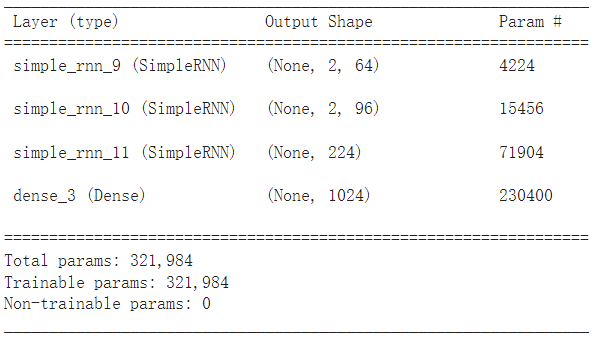 Layer (type) Output Shape Param #
simple_rnn_9 (SimpleRNN) (None, 2, 64) 4224
simple_rnn_10 (SimpleRNN) (None, 2, 96) 15456
simple_rnn_11 (SimpleRNN) (None, 224) 71904
dense_3 (Dense) (None, 1024) 230400
Total params: 321,984
Trainable params: 321,984
Non-trainable params: 0